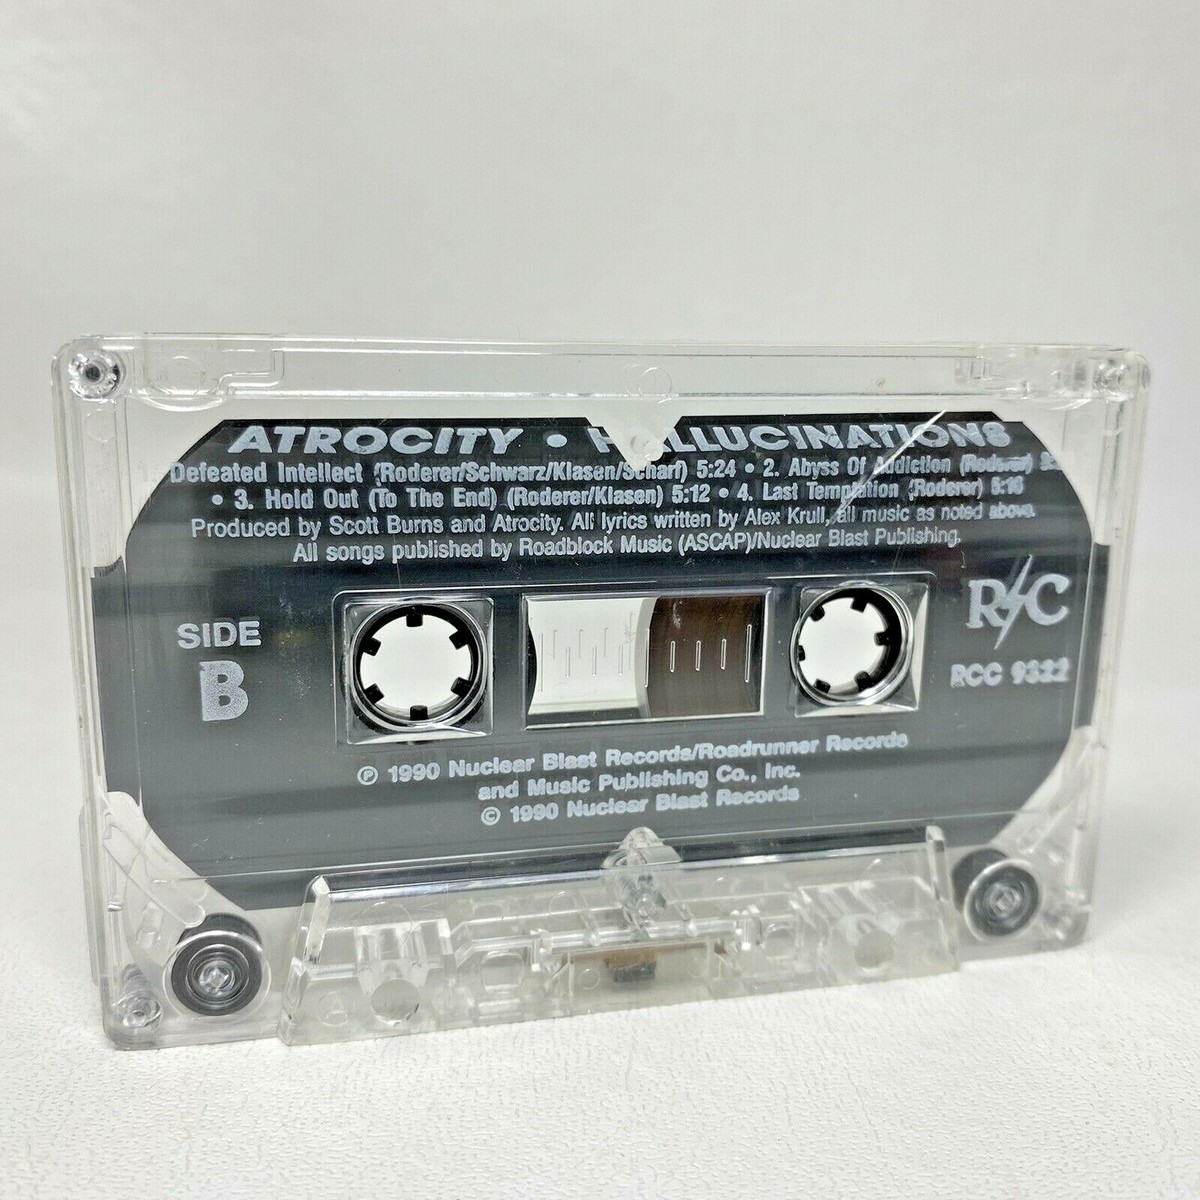 ATROCITY • HALLUCINATIONS
Defeated Intellect (Roderer/Schwarz/Klasen/Scharf) 5:24 • 2. Abyss Of Addiction (Roderer)
• 3. Hold Out (To The End) (Roderer/Klasen) 5:12 • 4. Last Temptation (Roderer)
Produced by Scott Burns and Atrocity. All lyrics written by Alex Krull, all music as noted above.
All songs published by Roadblock Music (ASCAP)/Nuclear Blast Publishing.
SIDE
B
R/C
RCC 9322
℗ 1990 Nuclear Blast Records/Roadrunner Records
and Music Publishing Co., Inc.
© 1990 Nuclear Blast Records